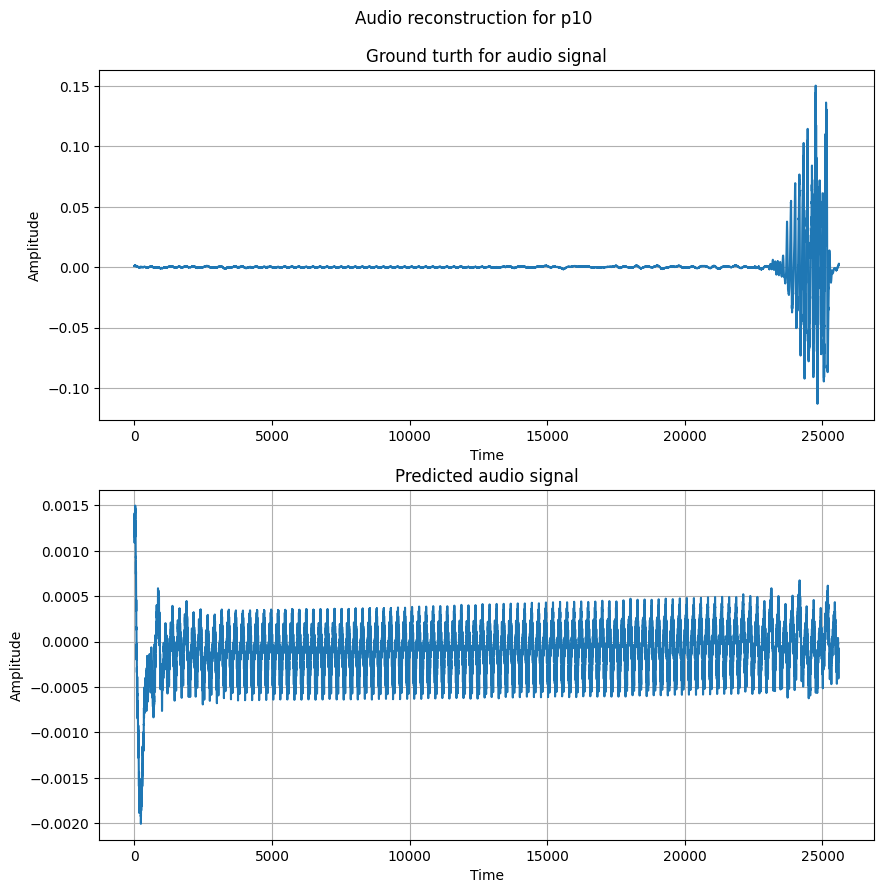 Audio reconstruction for p10
Ground turth for audio signal
0.15
0.10
0.05
0.00
−0.05
−0.10
Amplitude
0 5000 10000 15000 20000 25000
Time
Predicted audio signal
0.0015
0.0010
0.0005
0.0000
−0.0005
−0.0010
−0.0015
−0.0020
Amplitude
0 5000 10000 15000 20000 25000
Time